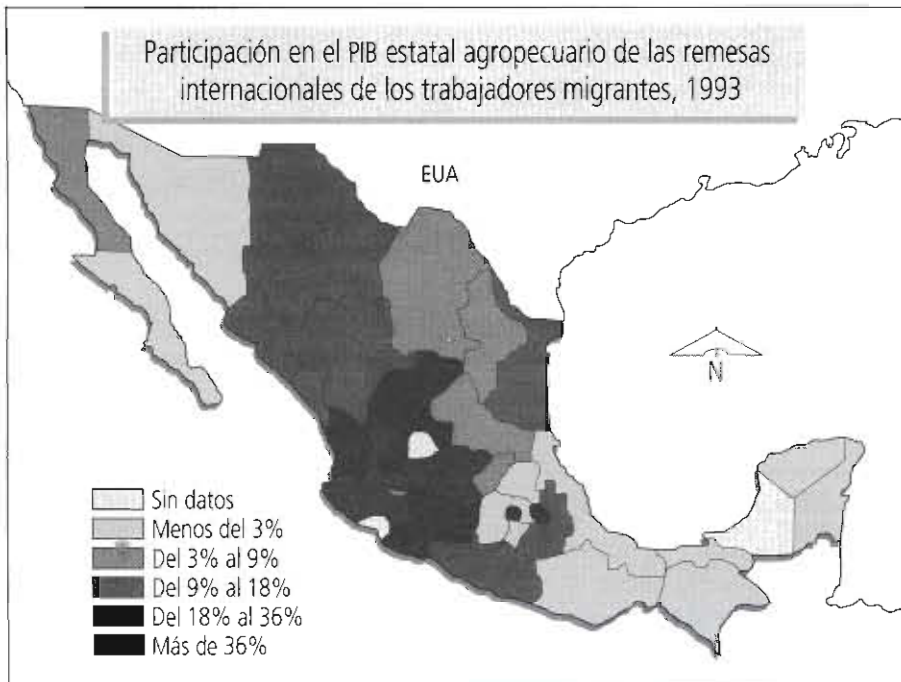 Participación en el PIB estatal agropecuario de las remesas
internacionales de los trabajadores migrantes, 1993
EUA
N
Sin datos
Menos del 3%
Del 3% al 9%
Del 9% al 18%
Del 18% al 36%
Más de 36%